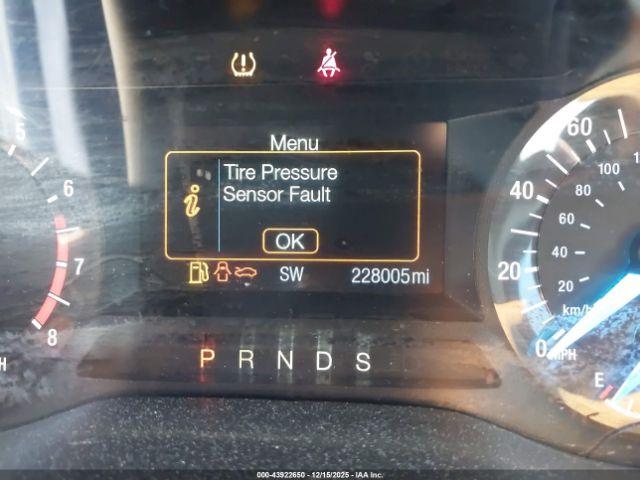 Menu
Tire Pressure
Sensor Fault
i
OK
SW 228005mi
P R N D S
5
6
7
8
H
60
40
20
0
MPH
100
80
60
40
20
km/h
E
000-43922650 - 12/15/2025 - IAA Inc.